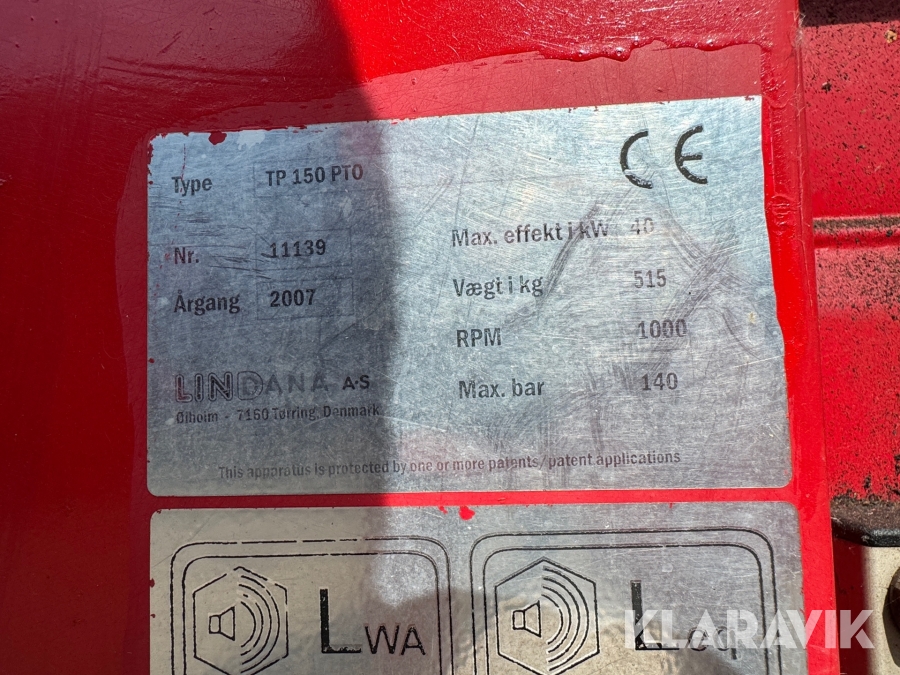 CE
Type TP 150 PTO
Nr. 11139
Årgang 2007
Max. effekt i kW 40
Vægt i kg 515
RPM 1000
Max. bar 140
LINDANA A·S
Ølholm - 7160 Tørring, Denmark
This apparatus is protected by one or more patents/patent applications
LWA
Leq
KLARAVIK